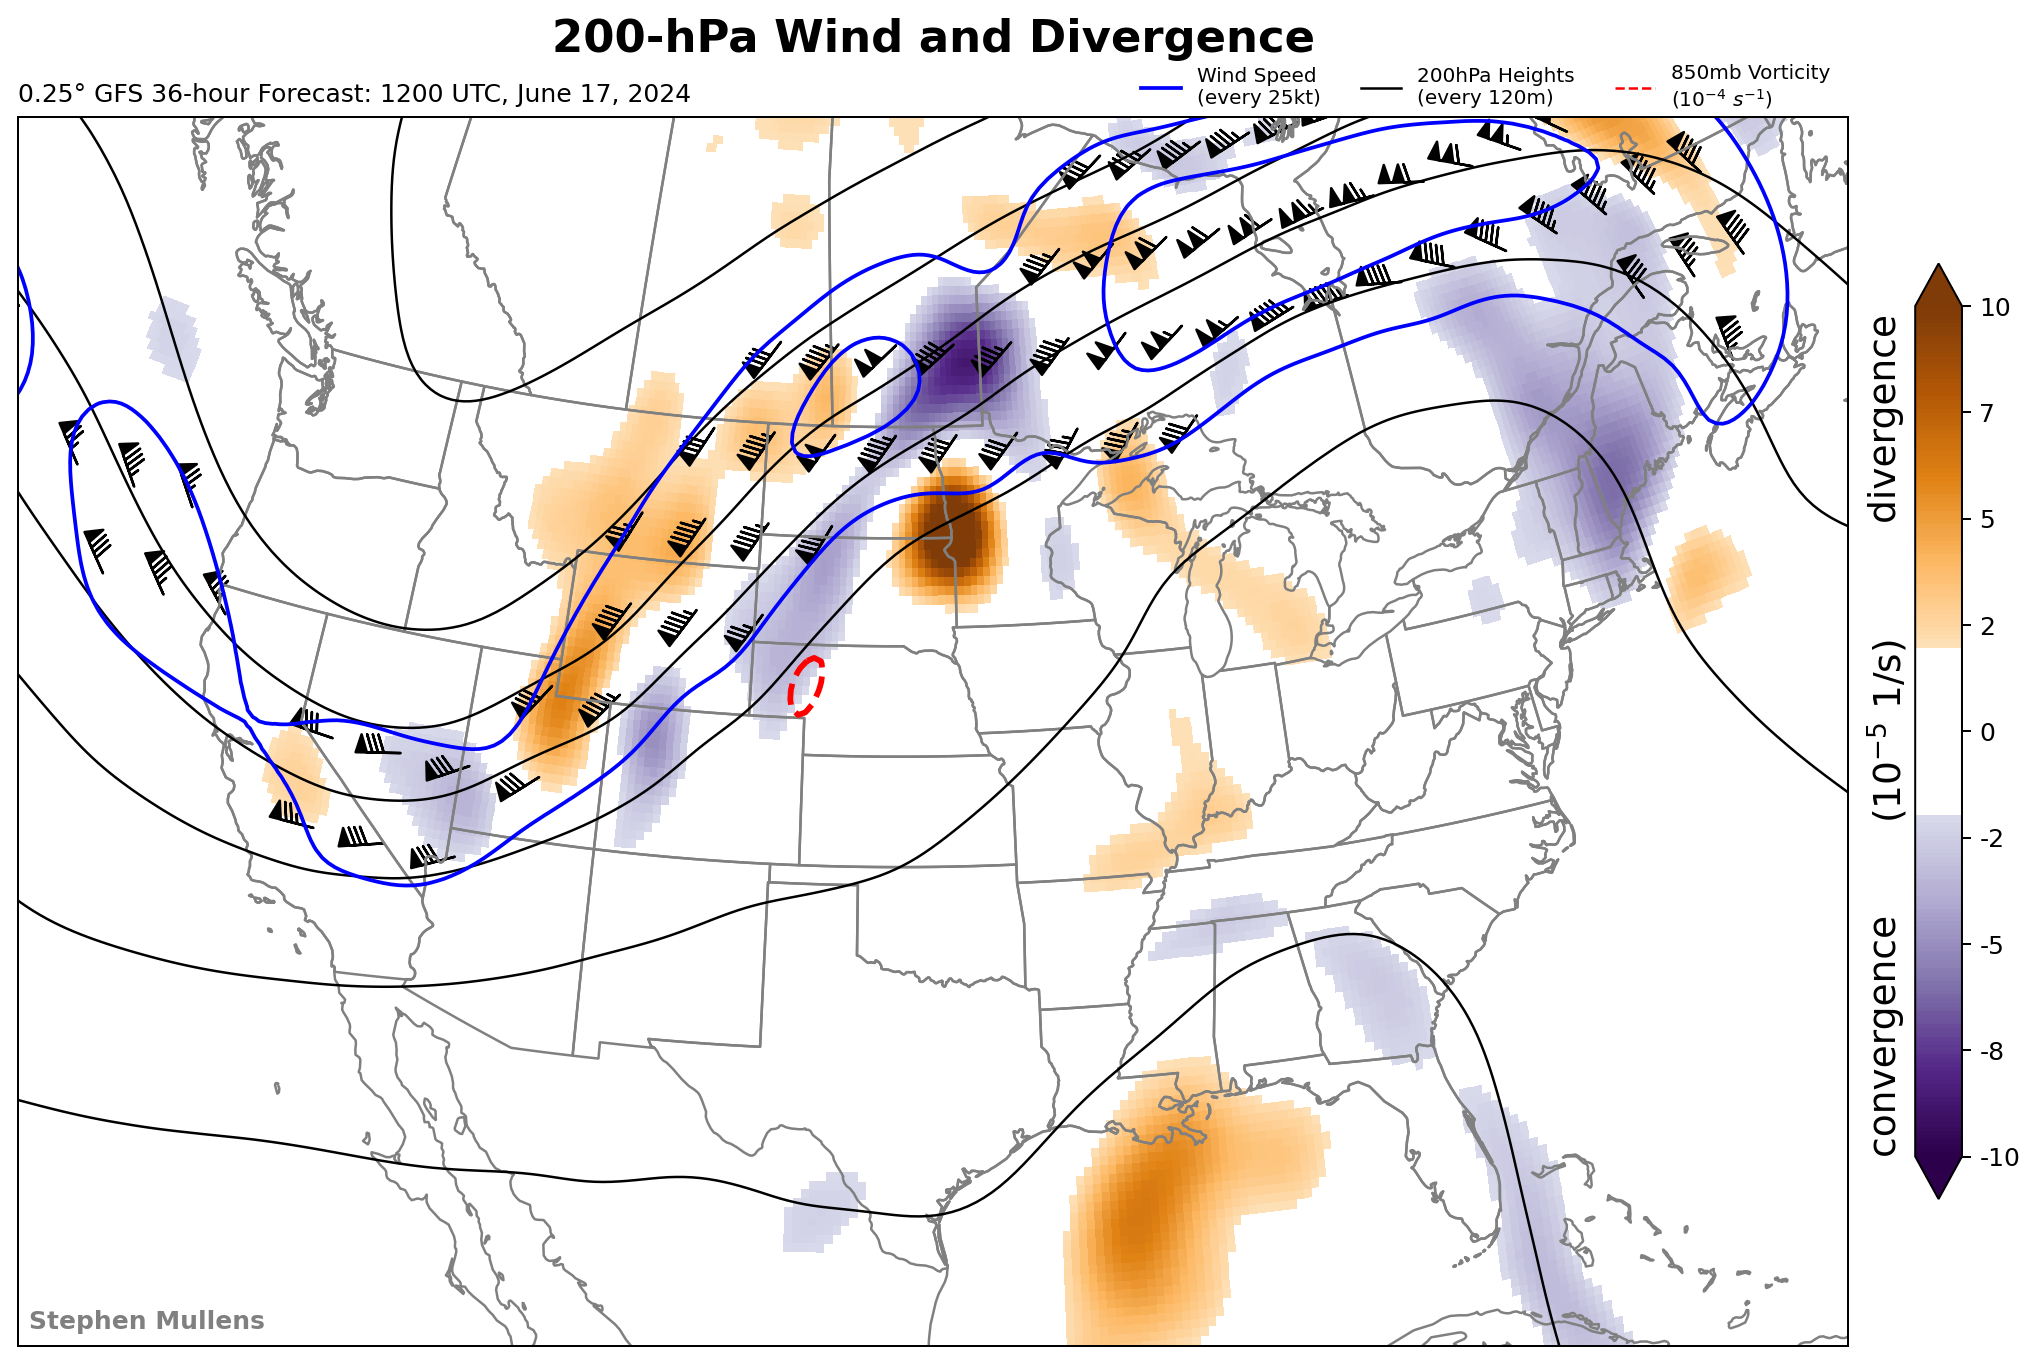 200-hPa Wind and Divergence
0.25° GFS 36-hour Forecast: 1200 UTC, June 17, 2024
Wind Speed
(every 25kt)
200hPa Heights
(every 120m)
850mb Vorticity
(10⁻⁴ s⁻¹)
10
7
5
2
0
-2
-5
-8
-10
convergence (10⁻⁵ 1/s) divergence
Stephen Mullens